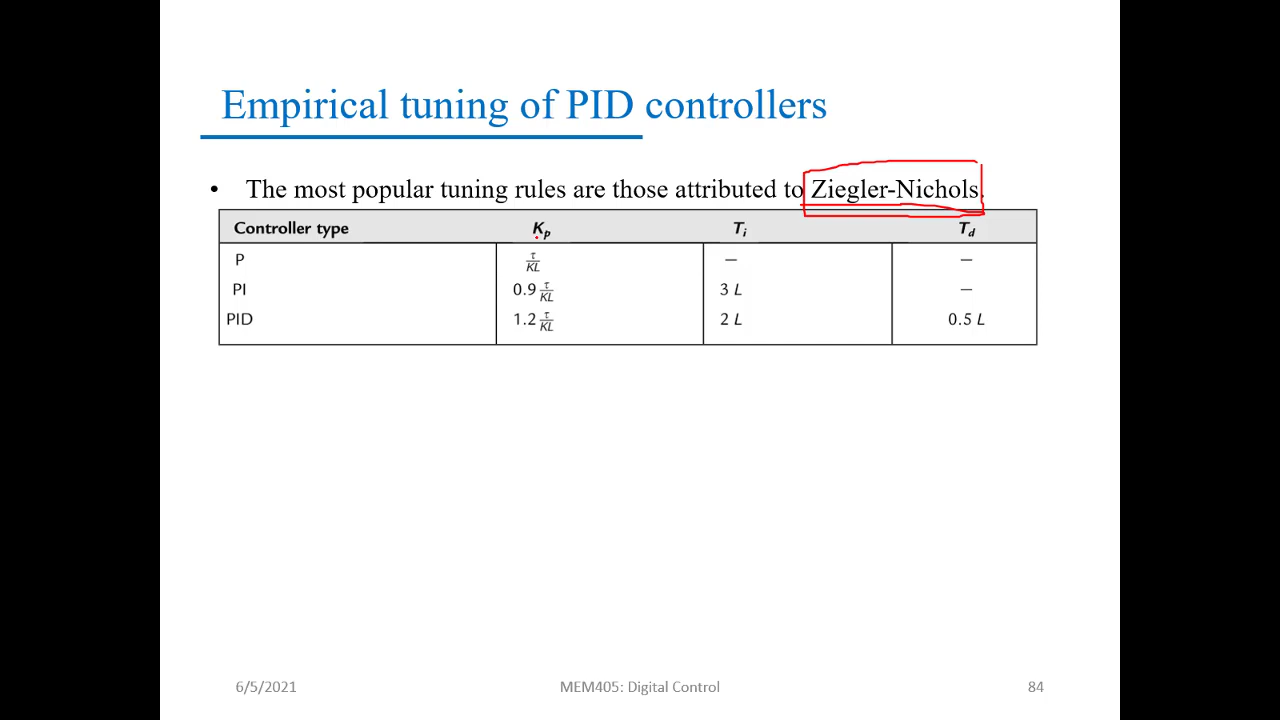 Empirical tuning of PID controllers
• The most popular tuning rules are those attributed to Ziegler-Nichols.
Controller type Kp Ti Td
P τ/KL — —
PI 0.9 τ/KL 3 L —
PID 1.2 τ/KL 2 L 0.5 L
6/5/2021 MEM405: Digital Control 84